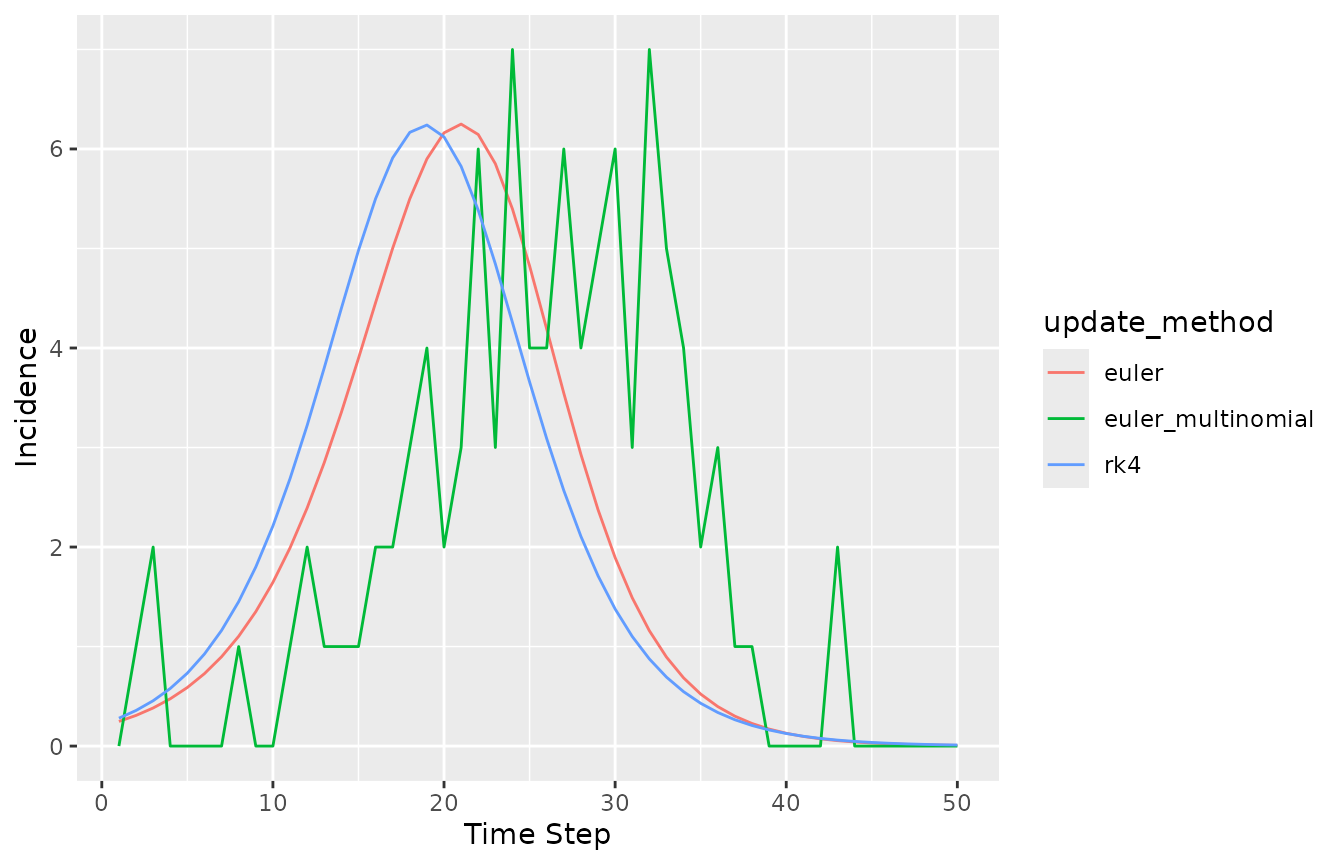 Incidence
6
4
2
0
0 10 20 30 40 50
Time Step
update_method
euler
euler_multinomial
rk4